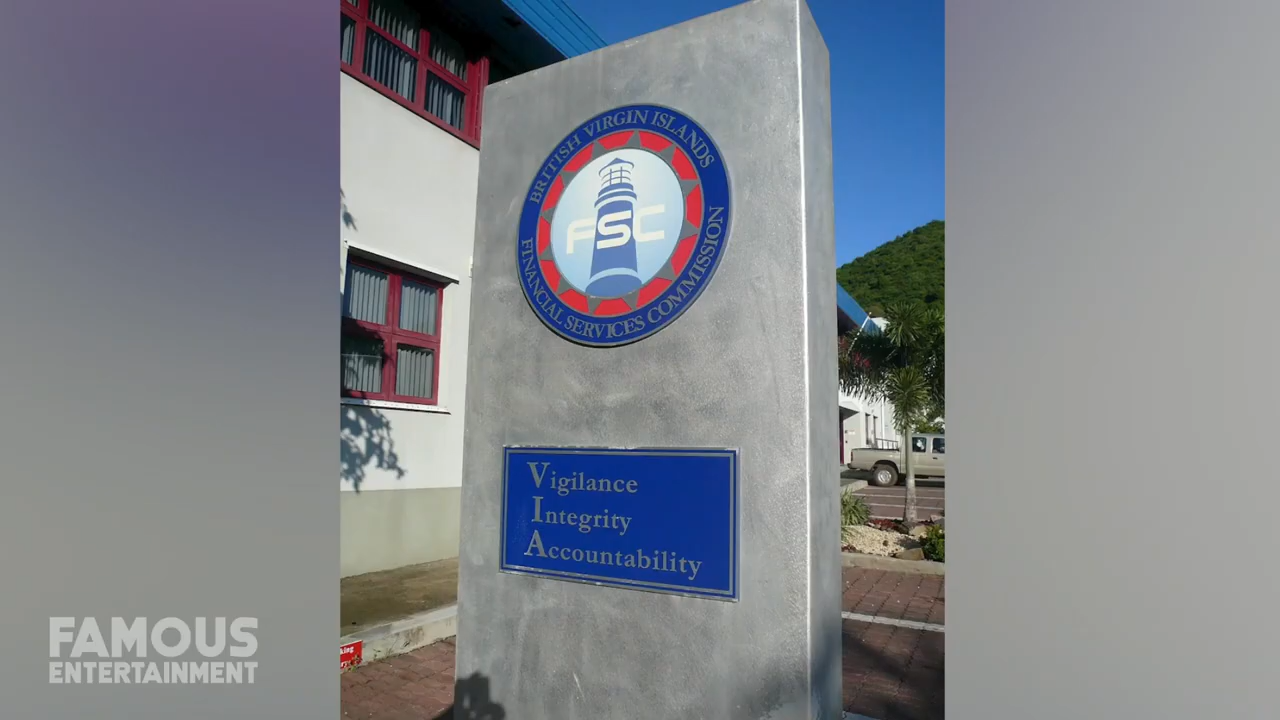 BRITISH VIRGIN ISLANDS
FSC
FINANCIAL SERVICES COMMISSION
Vigilance
Integrity
Accountability
FAMOUS
ENTERTAINMENT